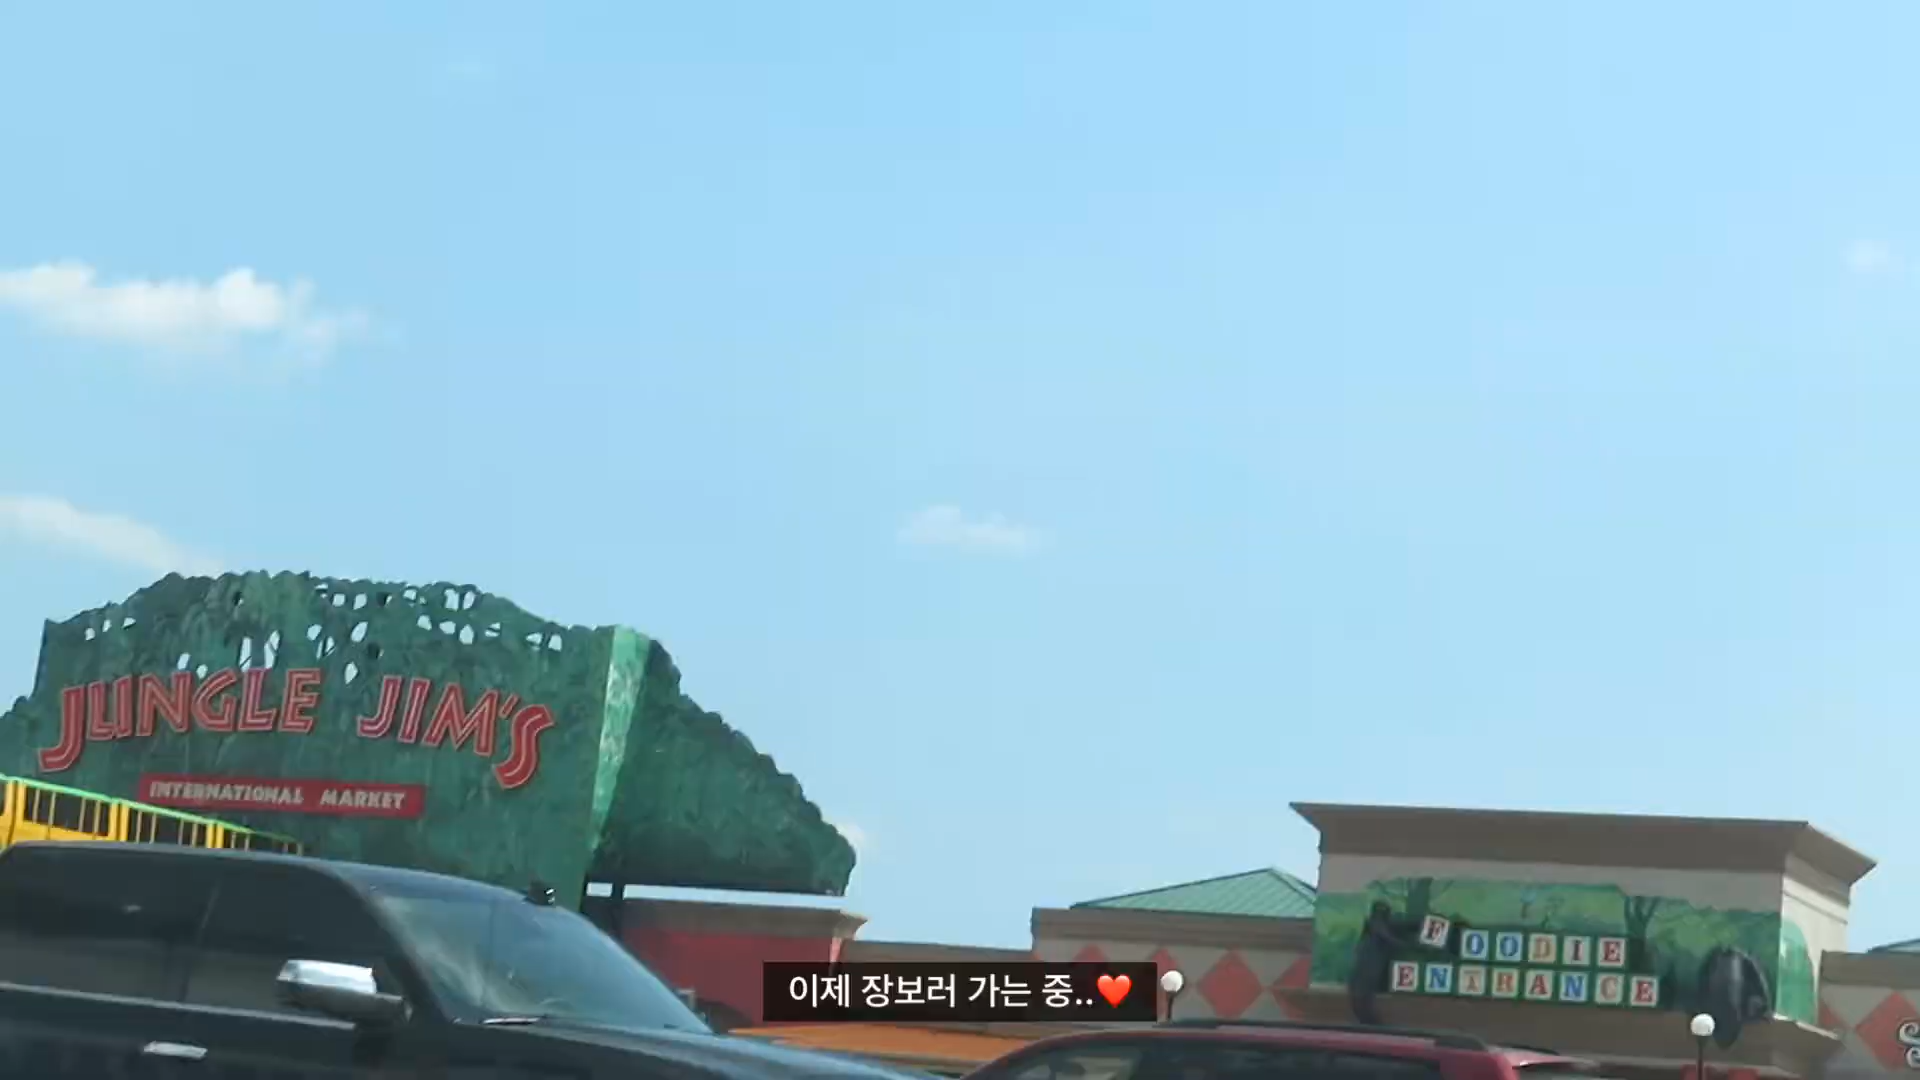 JUNGLE JIM'S
INTERNATIONAL MARKET
FOODIE
ENTRANCE
이제 장보러 가는 중..❤️